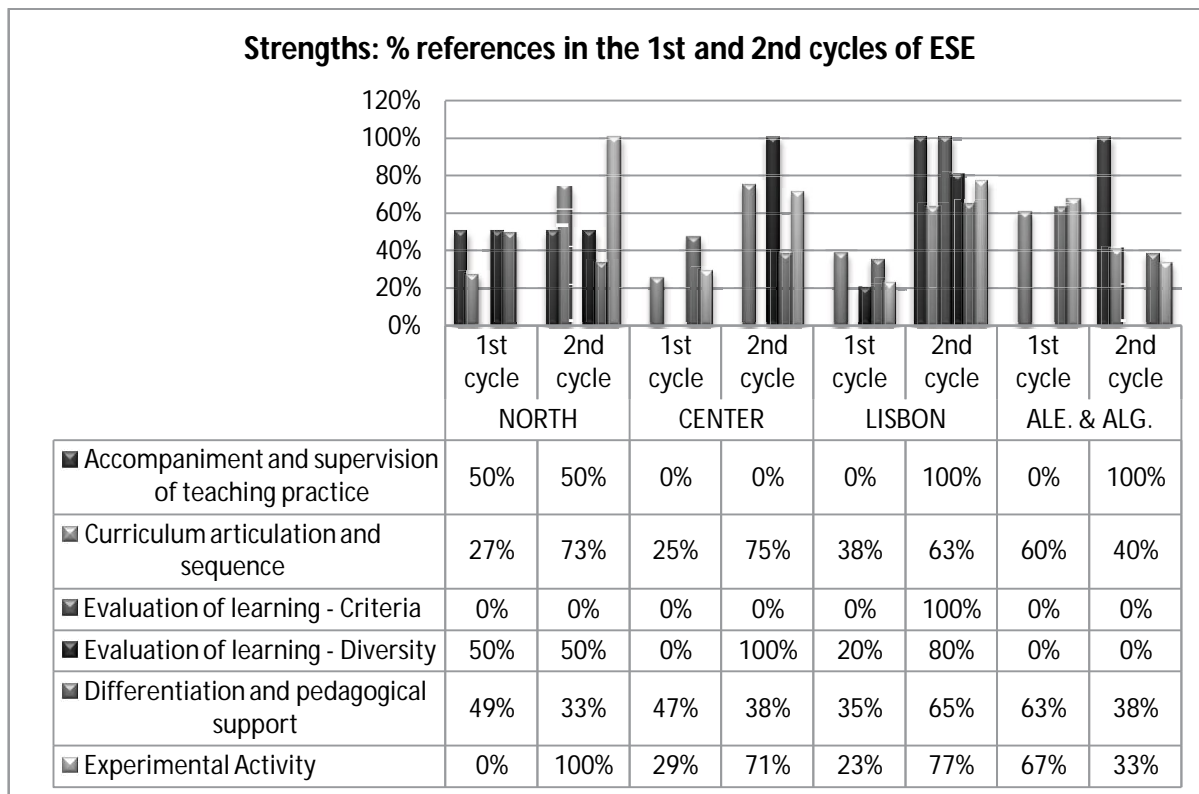 Strengths: % references in the 1st and 2nd cycles of ESE
120%
100%
80%
60%
40%
20%
0%
1st cycle 2nd cycle 1st cycle 2nd cycle 1st cycle 2nd cycle 1st cycle 2nd cycle
NORTH CENTER LISBON ALE. & ALG.
Accompaniment and supervision
of teaching practice 50% 50% 0% 0% 0% 100% 0% 100%
Curriculum articulation and
sequence 27% 73% 25% 75% 38% 63% 60% 40%
Evaluation of learning - Criteria 0% 0% 0% 0% 0% 100% 0% 0%
Evaluation of learning - Diversity 50% 50% 0% 100% 20% 80% 0% 0%
Differentiation and pedagogical
support 49% 33% 47% 38% 35% 65% 63% 38%
Experimental Activity 0% 100% 29% 71% 23% 77% 67% 33%